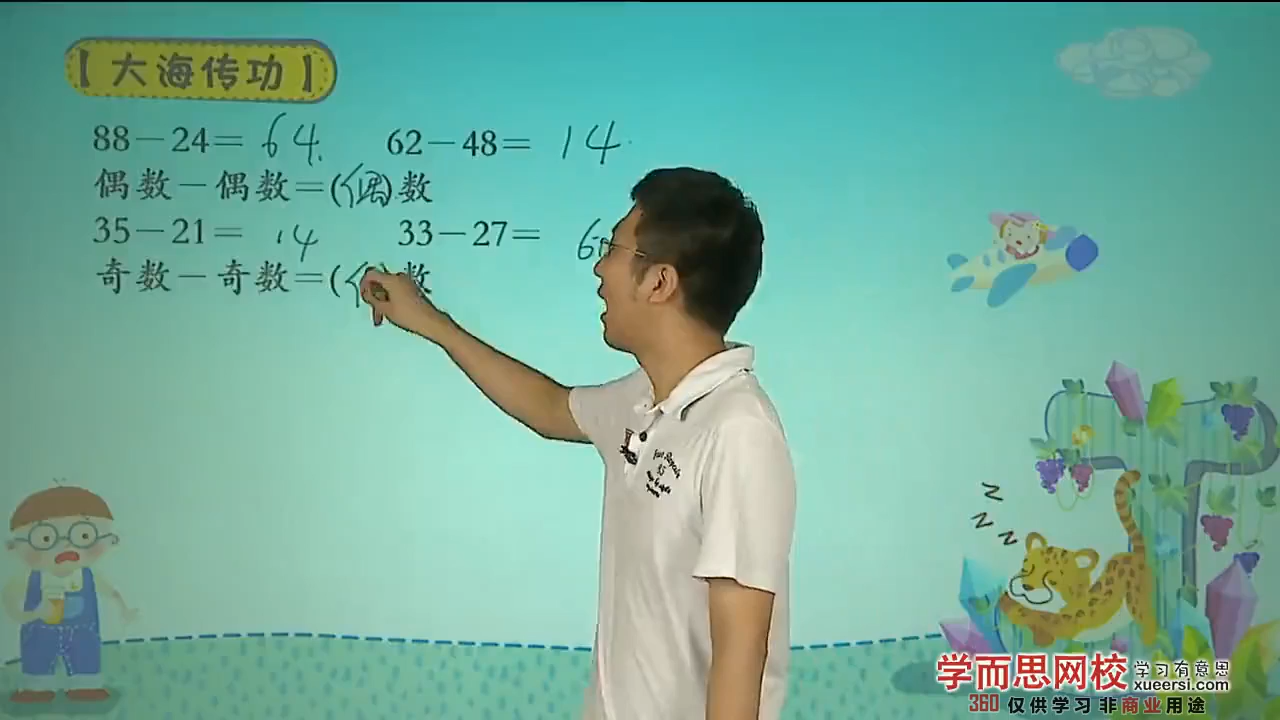 【大海传功】
88－24＝ 64. 62－48＝ 14
偶数－偶数＝(偶)数
35－21＝ 14 33－27＝ 6
奇数－奇数＝( 数
z
z
z
学而思网校 学习有意思
xueersi.com
360 仅供学习 非商业用途